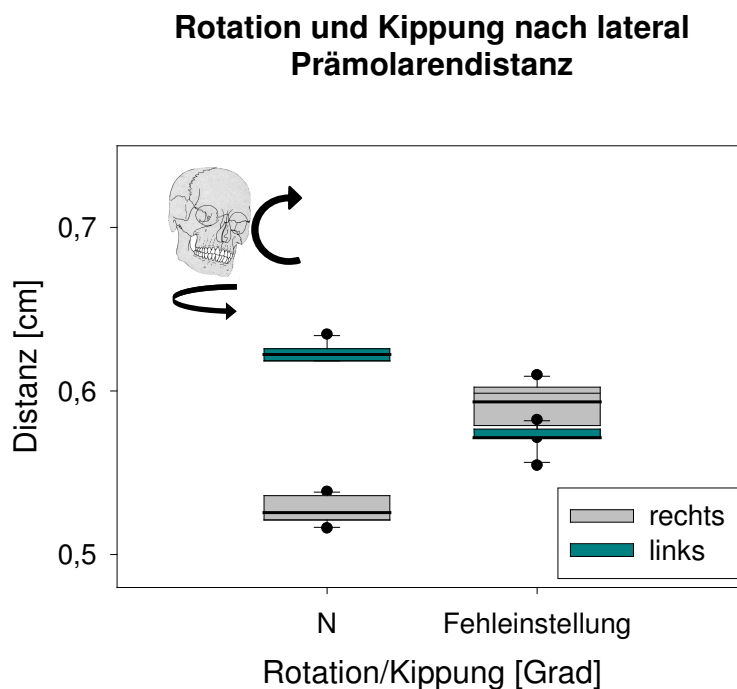 Rotation und Kippung nach lateral
Prämolarendistanz
0,7
0,6
0,5
Distanz [cm]
rechts
links
N
Fehleinstellung
Rotation/Kippung [Grad]